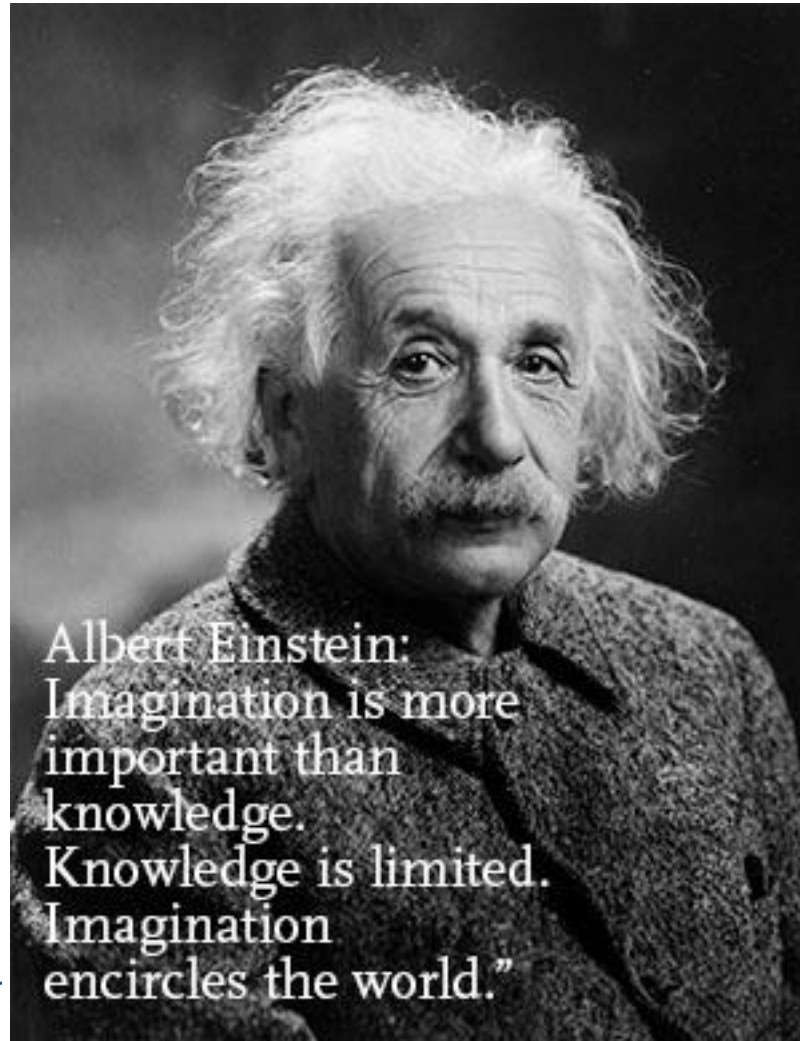 Albert Einstein:
Imagination is more
important than
knowledge.
Knowledge is limited.
Imagination
encircles the world.”